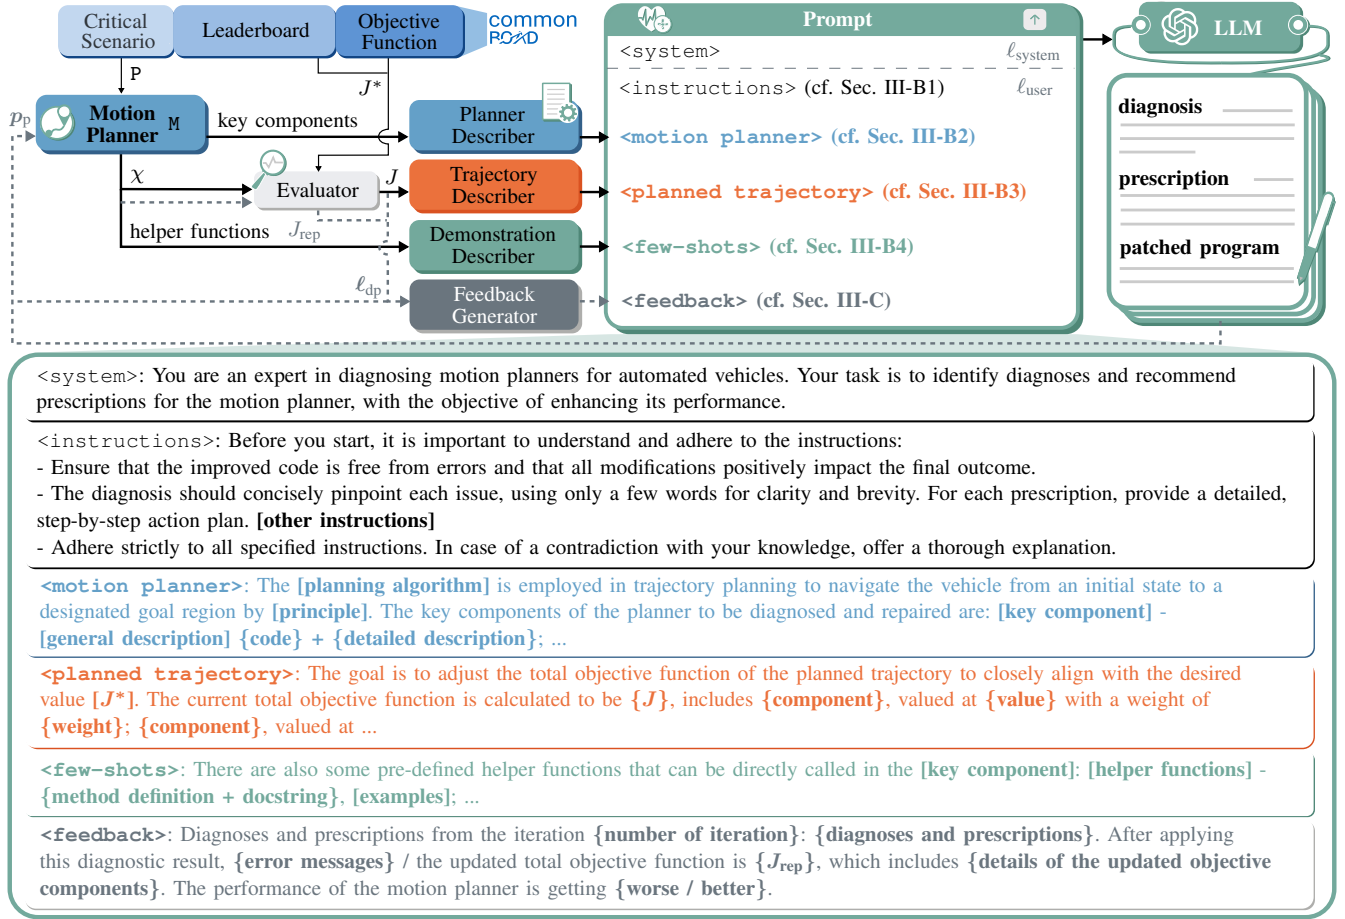 Critical
Scenario
Leaderboard
Objective
Function
common
ROAD
P
J*
p_p
Motion
Planner M
key components
Planner
Describer
χ
Evaluator
J
Trajectory
Describer
J_rep
helper functions
Demonstration
Describer
ℓ_dp
Feedback
Generator
Prompt
<system>
ℓ_system
<instructions> (cf. Sec. III-B1)
ℓ_user
<motion planner> (cf. Sec. III-B2)
<planned trajectory> (cf. Sec. III-B3)
<few-shots> (cf. Sec. III-B4)
<feedback> (cf. Sec. III-C)
LLM
diagnosis
prescription
patched program
<system>: You are an expert in diagnosing motion planners for automated vehicles. Your task is to identify diagnoses and recommend
prescriptions for the motion planner, with the objective of enhancing its performance.
<instructions>: Before you start, it is important to understand and adhere to the instructions:
- Ensure that the improved code is free from errors and that all modifications positively impact the final outcome.
- The diagnosis should concisely pinpoint each issue, using only a few words for clarity and brevity. For each prescription, provide a detailed,
step-by-step action plan. [other instructions]
- Adhere strictly to all specified instructions. In case of a contradiction with your knowledge, offer a thorough explanation.
<motion planner>: The [planning algorithm] is employed in trajectory planning to navigate the vehicle from an initial state to a
designated goal region by [principle]. The key components of the planner to be diagnosed and repaired are: [key component] -
[general description] {code} + {detailed description}; ...
<planned trajectory>: The goal is to adjust the total objective function of the planned trajectory to closely align with the desired
value [J*]. The current total objective function is calculated to be {J}, includes {component}, valued at {value} with a weight of
{weight}; {component}, valued at ...
<few-shots>: There are also some pre-defined helper functions that can be directly called in the [key component]: [helper functions] -
{method definition + docstring}, [examples]; ...
<feedback>: Diagnoses and prescriptions from the iteration {number of iteration}: {diagnoses and prescriptions}. After applying
this diagnostic result, {error messages} / the updated total objective function is {J_rep}, which includes {details of the updated objective
components}. The performance of the motion planner is getting {worse / better}.